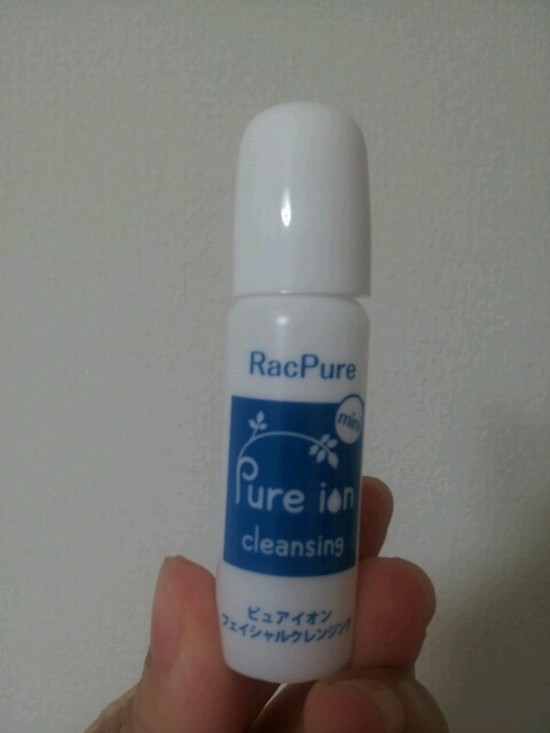 RacPure
mini
Pure ion
cleansing
ピュアイオン
フェイシャルクレンジング